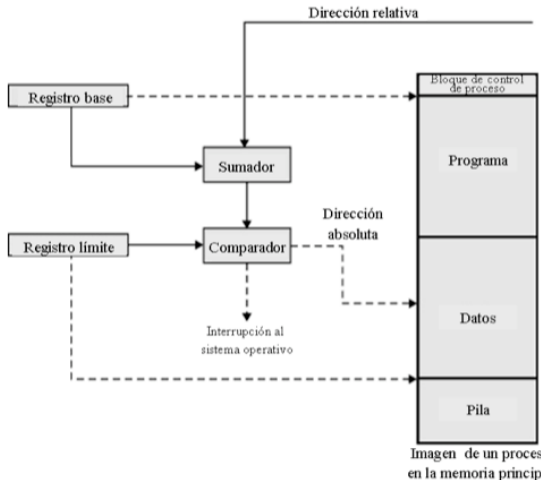 Dirección relativa
Bloque de control
de proceso
Registro base
Programa
Sumador
Dirección
absoluta
Registro límite
Comparador
Interrupción al
sistema operativo
Datos
Pila
Imagen de un proces
en la memoria princip